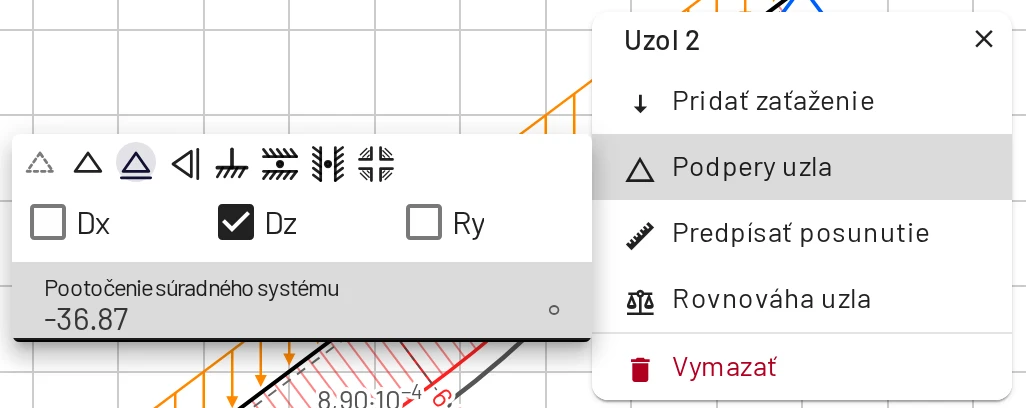 Uzol 2
Pridať zaťaženie
Podpery uzla
Predpísať posunutie
Rovnováha uzla
Vymazať
Dx
Dz
Ry
Pootočenie súradného systému
-36.87 °
8,90·10⁻⁴